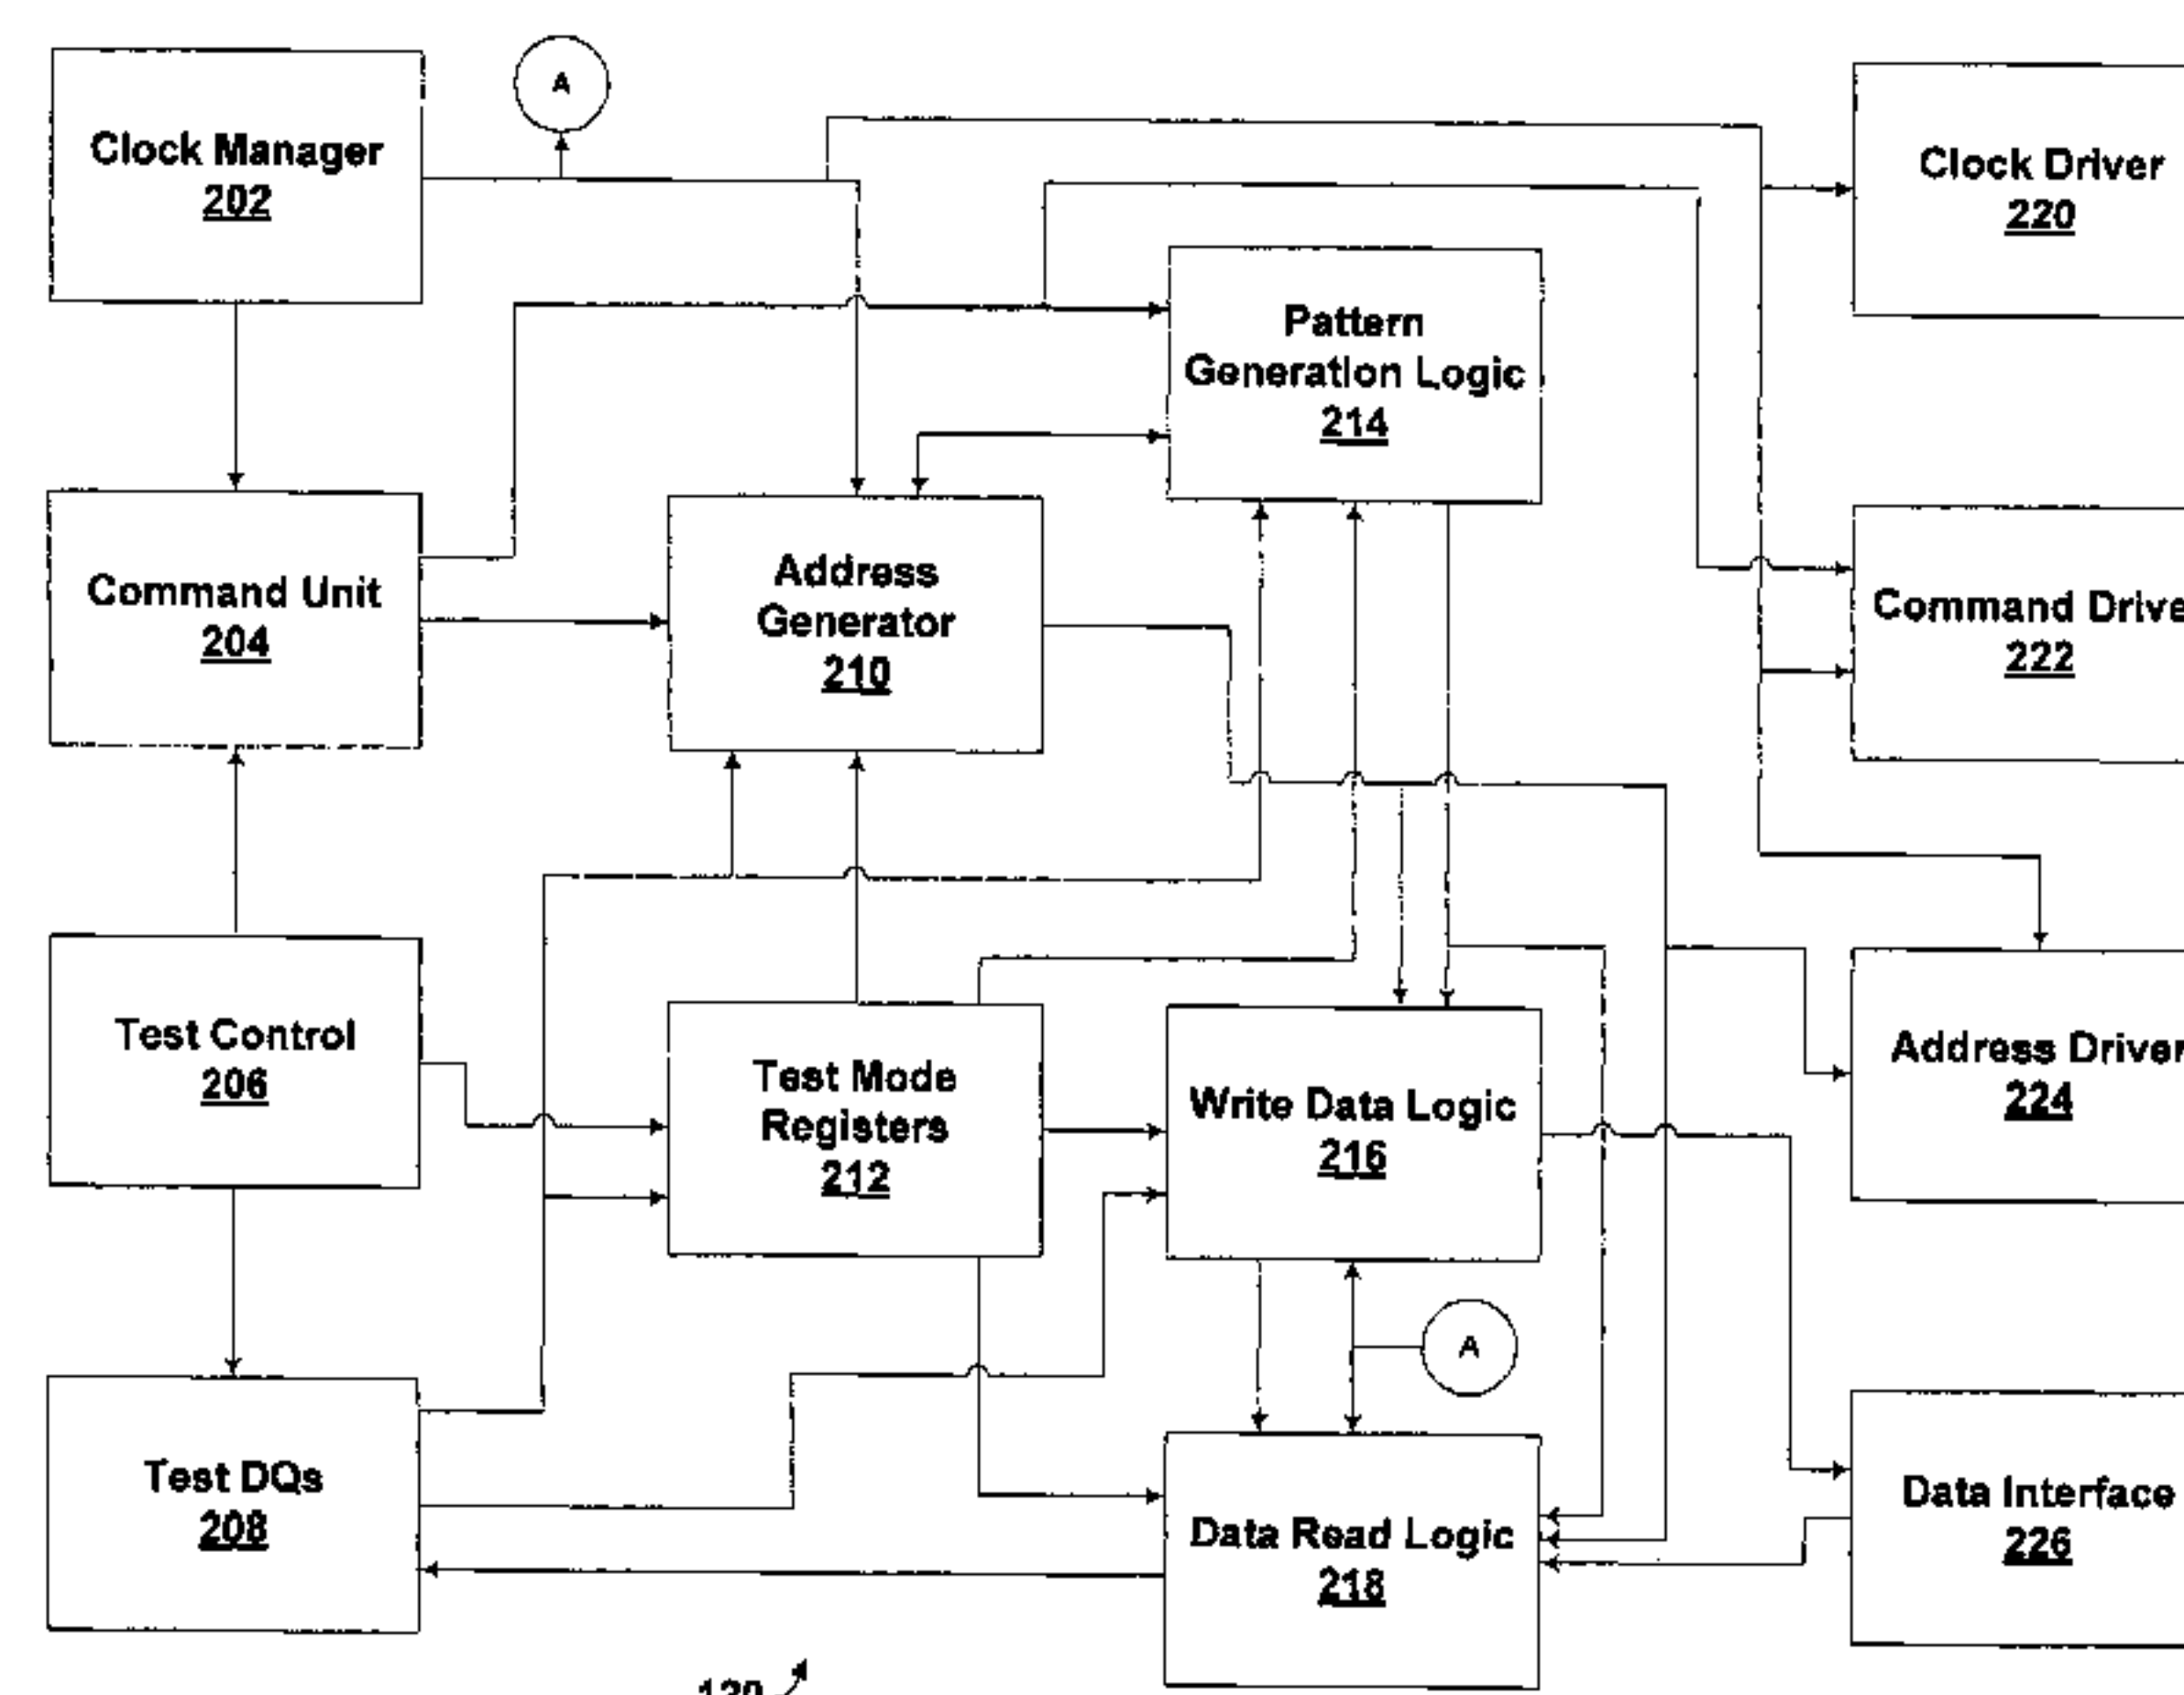 Clock Manager
202
A
Clock Driver
220
Pattern
Generation Logic
214
Command Unit
204
Address
Generator
210
Command Drive
222
Test Control
206
Test Mode
Registers
212
Write Data Logic
216
Address Driver
224
A
Test DQs
208
Data Read Logic
218
Data Interface
226